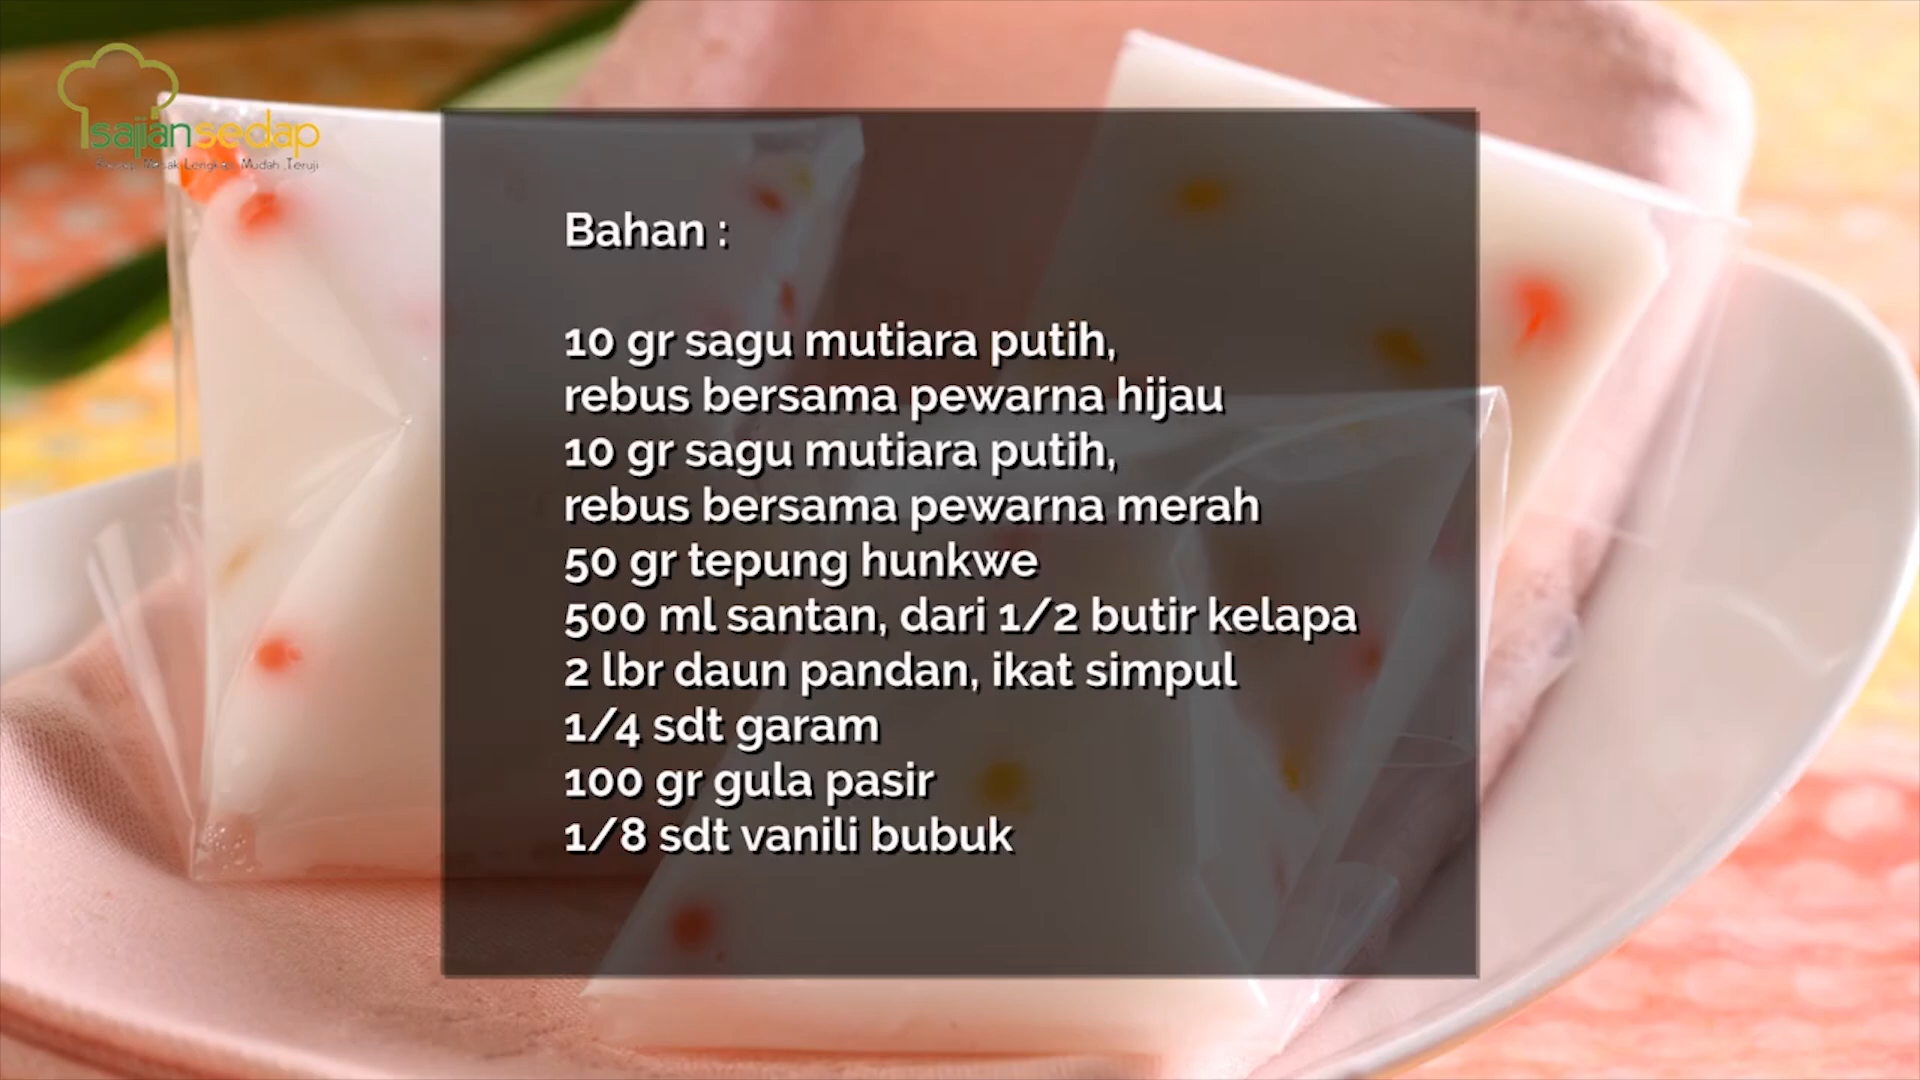 sajiansedap
Bahan :
10 gr sagu mutiara putih,
rebus bersama pewarna hijau
10 gr sagu mutiara putih,
rebus bersama pewarna merah
50 gr tepung hunkwe
500 ml santan, dari 1/2 butir kelapa
2 lbr daun pandan, ikat simpul
1/4 sdt garam
100 gr gula pasir
1/8 sdt vanili bubuk